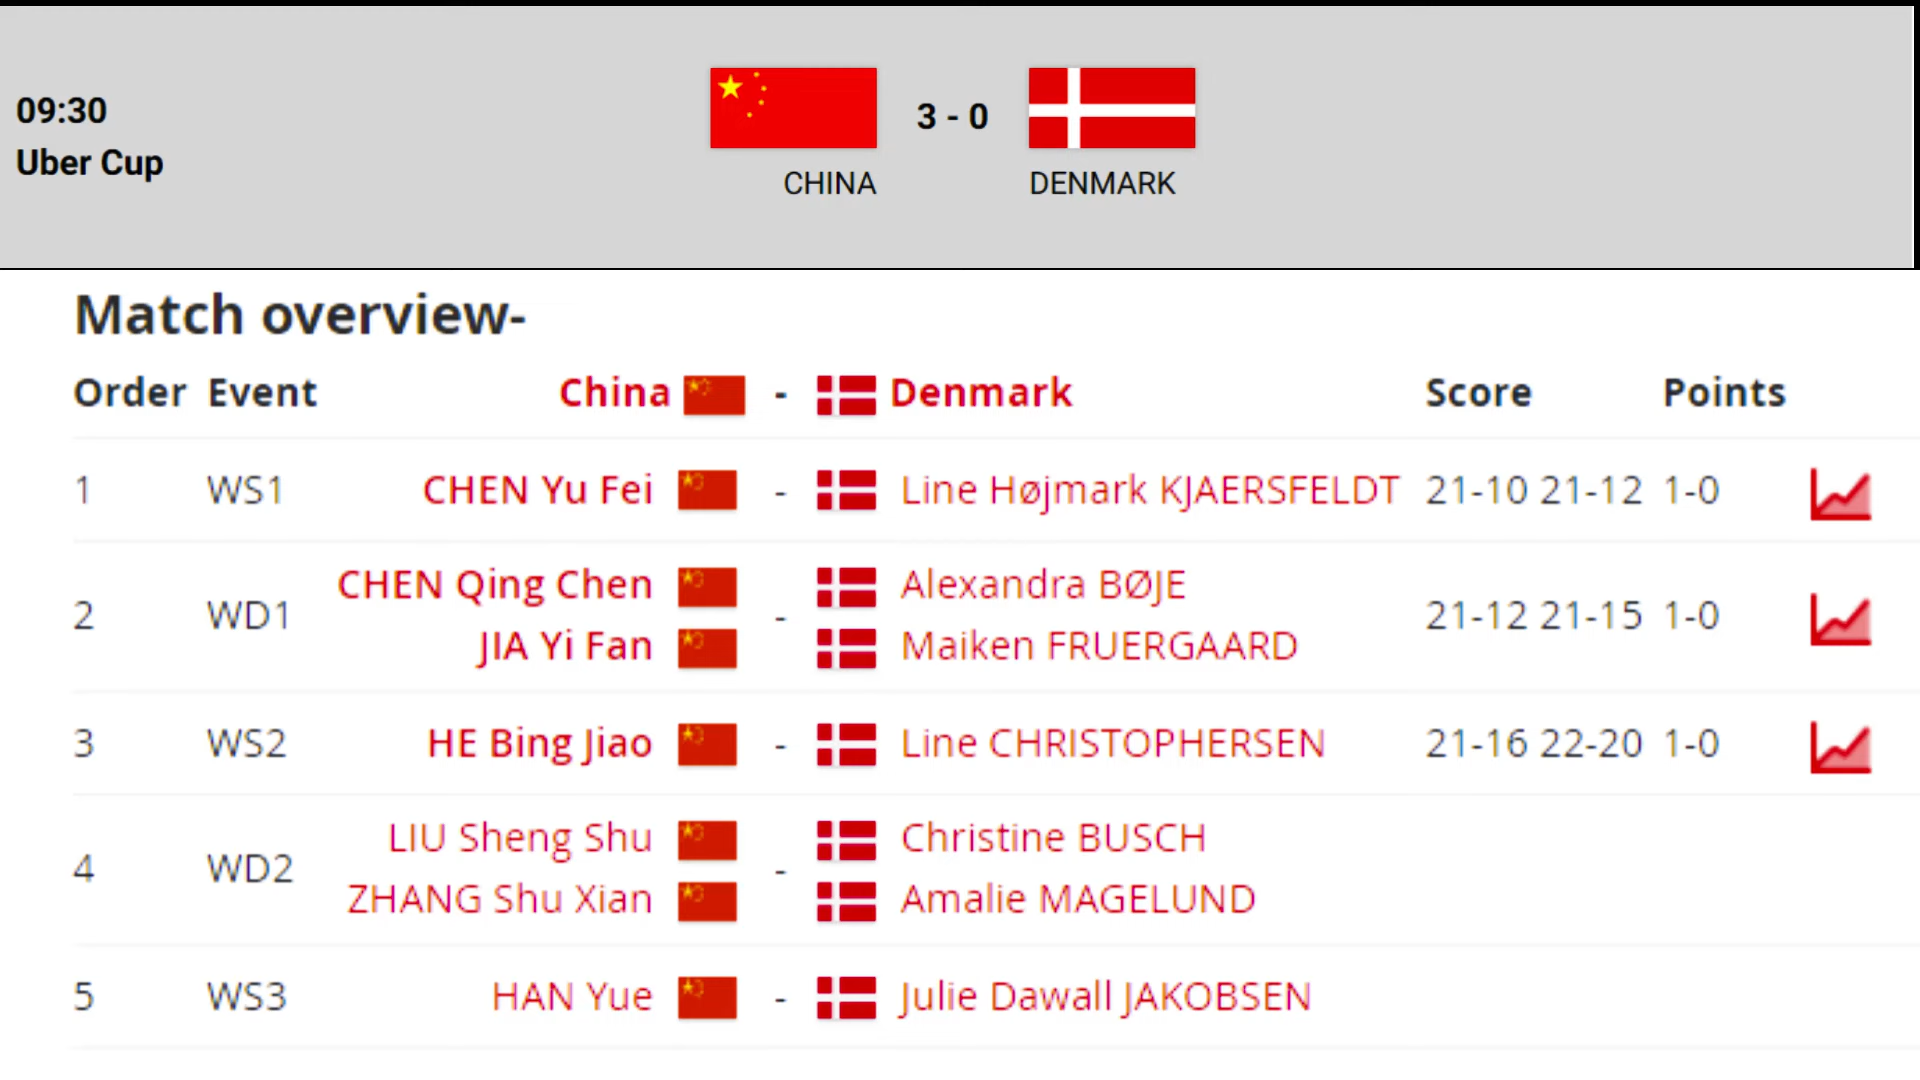 09:30
Uber Cup
3 - 0
CHINA
DENMARK
Match overview-
Order Event China - Denmark Score Points
1 WS1 CHEN Yu Fei - Line Højmark KJAERSFELDT 21-10 21-12 1-0
2 WD1 CHEN Qing Chen JIA Yi Fan - Alexandra BØJE Maiken FRUERGAARD 21-12 21-15 1-0
3 WS2 HE Bing Jiao - Line CHRISTOPHERSEN 21-16 22-20 1-0
4 WD2 LIU Sheng Shu ZHANG Shu Xian - Christine BUSCH Amalie MAGELUND
5 WS3 HAN Yue - Julie Dawall JAKOBSEN